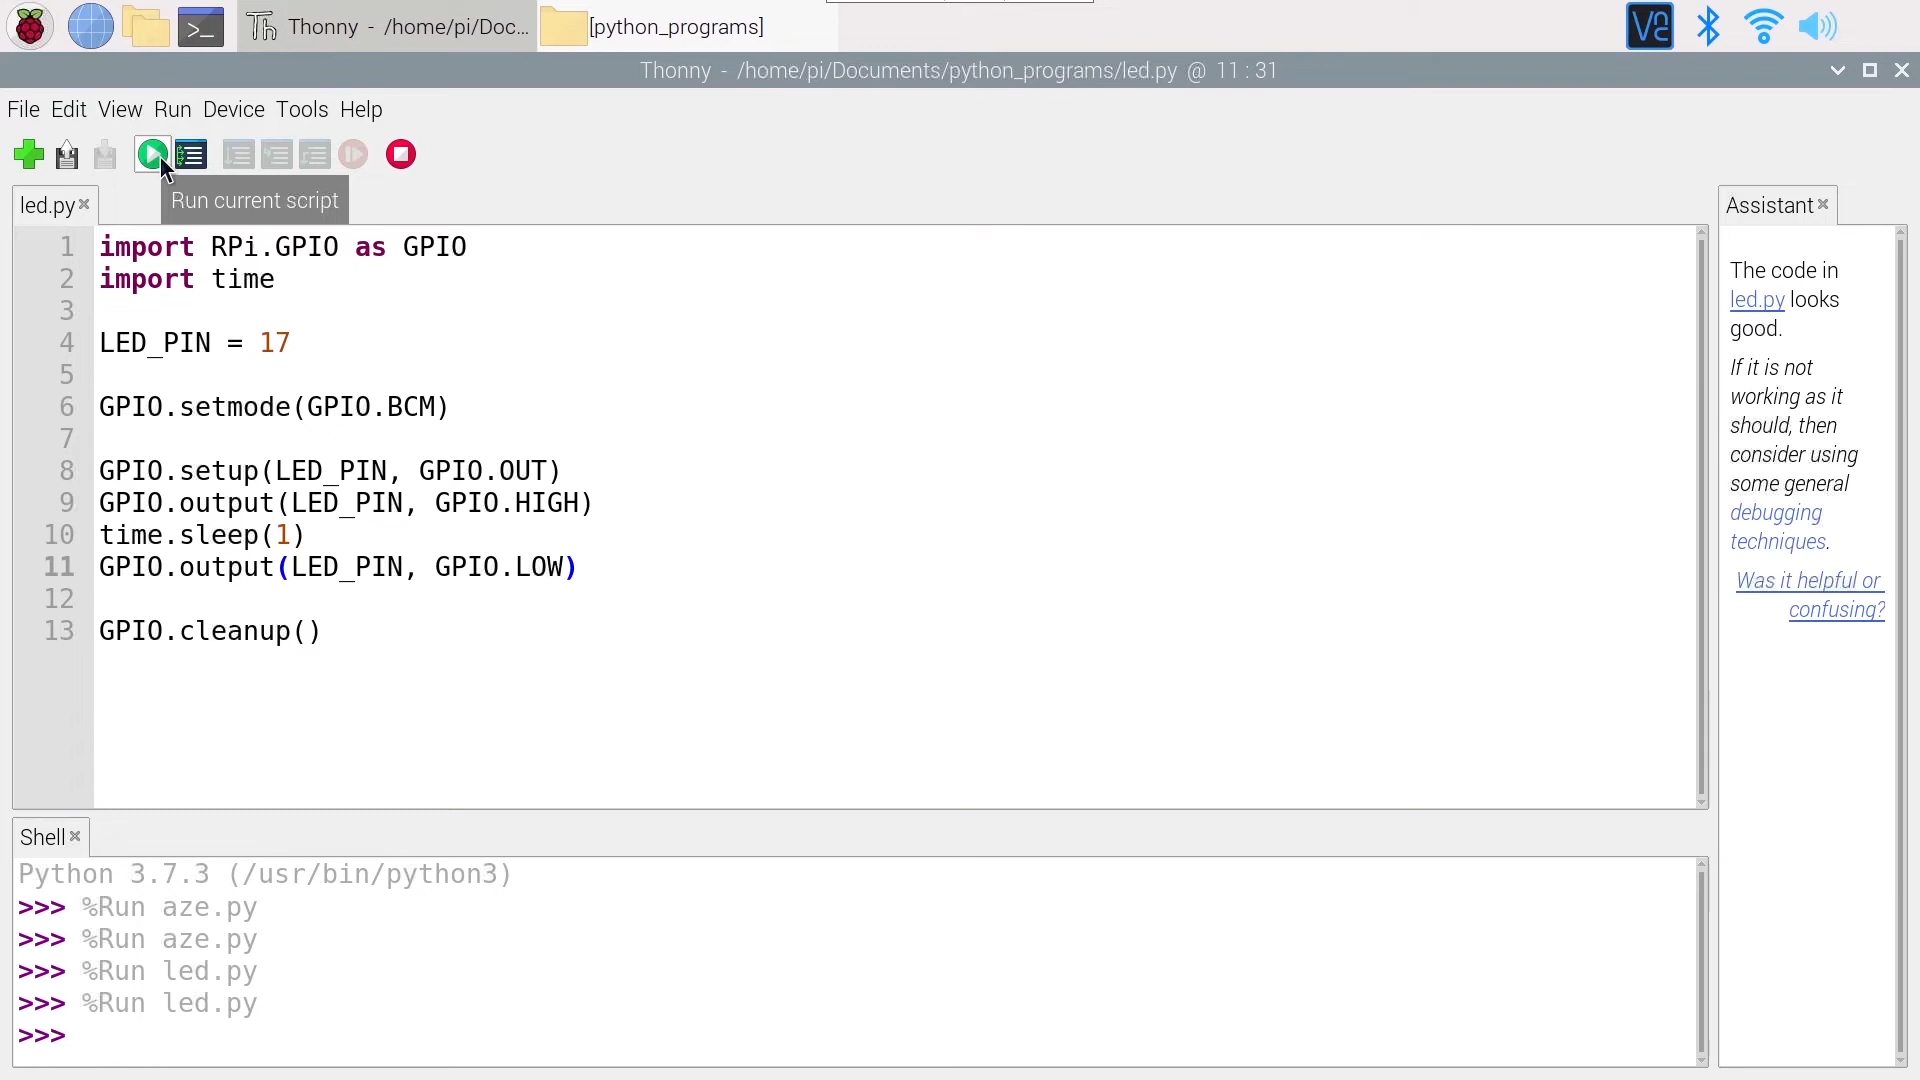 Thonny - /home/pi/Doc...
[python_programs]
Thonny - /home/pi/Documents/python_programs/led.py @ 11 : 31
File Edit View Run Device Tools Help
Run current script
led.py
1 import RPi.GPIO as GPIO
2 import time
3
4 LED_PIN = 17
5
6 GPIO.setmode(GPIO.BCM)
7
8 GPIO.setup(LED_PIN, GPIO.OUT)
9 GPIO.output(LED_PIN, GPIO.HIGH)
10 time.sleep(1)
11 GPIO.output(LED_PIN, GPIO.LOW)
12
13 GPIO.cleanup()
Shell
Python 3.7.3 (/usr/bin/python3)
>>> %Run aze.py
>>> %Run aze.py
>>> %Run led.py
>>> %Run led.py
>>>
Assistant
The code in
led.py looks
good.
If it is not
working as it
should, then
consider using
some general
debugging
techniques.
Was it helpful or
confusing?